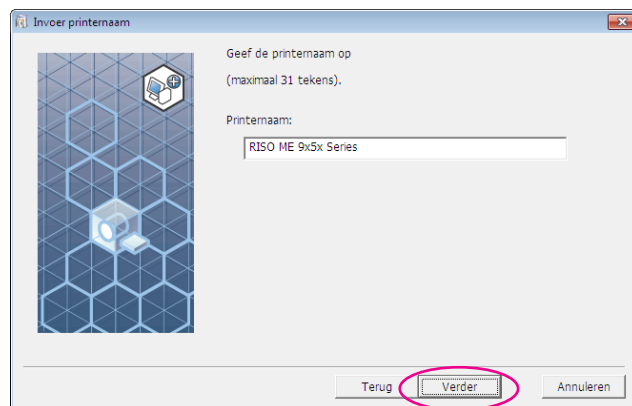 Invoer printernaam
Geef de printernaam op
(maximaal 31 tekens).
Printernaam:
RISO ME 9x5x Series
Terug
Verder
Annuleren